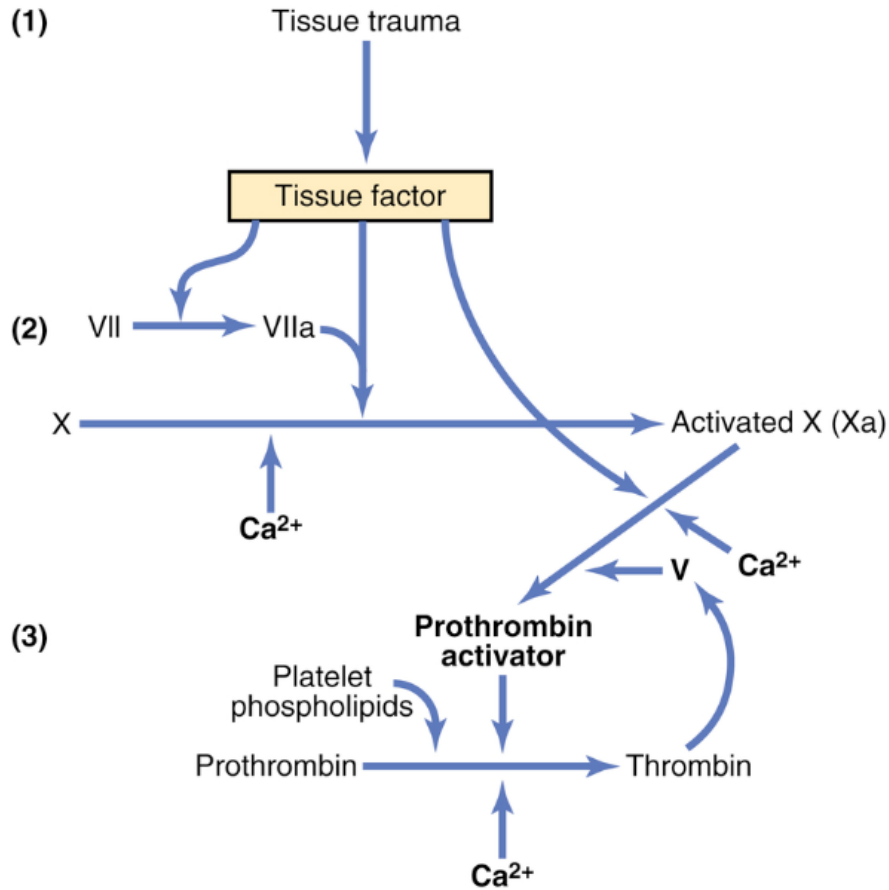 (1)
Tissue trauma
Tissue factor
(2)
VII
VIIa
X
Activated X (Xa)
Ca2+
V
Ca2+
(3)
Prothrombin
activator
Platelet
phospholipids
Prothrombin
Thrombin
Ca2+